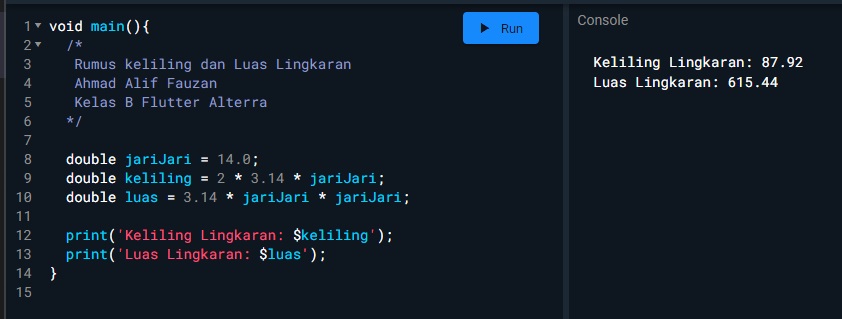 1 void main(){
2 /*
3 Rumus keliling dan Luas Lingkaran
4 Ahmad Alif Fauzan
5 Kelas B Flutter Alterra
6 */
7
8 double jariJari = 14.0;
9 double keliling = 2 * 3.14 * jariJari;
10 double luas = 3.14 * jariJari * jariJari;
11
12 print('Keliling Lingkaran: $keliling');
13 print('Luas Lingkaran: $luas');
14 }
15
Run
Console
Keliling Lingkaran: 87.92
Luas Lingkaran: 615.44